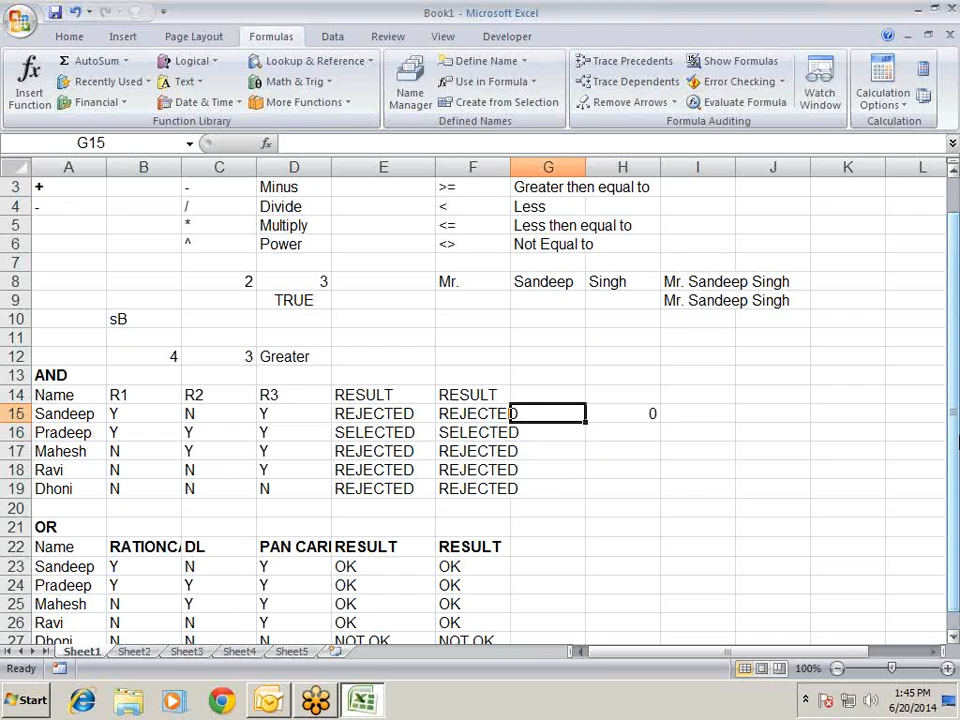 Book1 - Microsoft Excel
Home Insert Page Layout Formulas Data Review View Developer
fx Insert Function
Σ AutoSum Logical Lookup & Reference
Recently Used Text Math & Trig
Financial Date & Time More Functions
Function Library
Name Manager
Define Name
Use in Formula
Create from Selection
Defined Names
Trace Precedents Show Formulas
Trace Dependents Error Checking
Remove Arrows Evaluate Formula
Formula Auditing
Watch Window
Calculation Options
Calculation
G15 fx
A B C D E F G H I J K L
3 + - Minus >= Greater then equal to
4 - / Divide < Less
5 * Multiply <= Less then equal to
6 ^ Power <> Not Equal to
7
8 2 3 Mr. Sandeep Singh Mr. Sandeep Singh
9 TRUE Mr. Sandeep Singh
10 sB
11
12 4 3 Greater
13 AND
14 Name R1 R2 R3 RESULT RESULT
15 Sandeep Y N Y REJECTED REJECTED 0
16 Pradeep Y Y Y SELECTED SELECTED
17 Mahesh N Y Y REJECTED REJECTED
18 Ravi N N Y REJECTED REJECTED
19 Dhoni N N N REJECTED REJECTED
20
21 OR
22 Name RATIONCA DL PAN CARI RESULT RESULT
23 Sandeep Y N Y OK OK
24 Pradeep Y Y Y OK OK
25 Mahesh N Y Y OK OK
26 Ravi N N Y OK OK
27 Dhoni N N N NOT OK NOT OK
Sheet1 Sheet2 Sheet3 Sheet4 Sheet5
Ready 100%
Start 1:45 PM
6/20/2014